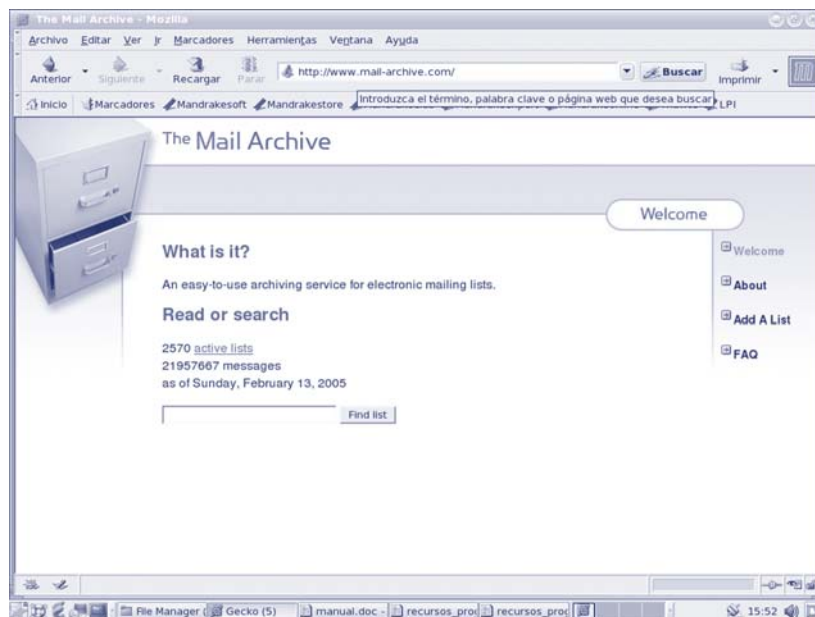 The Mail Archive - Mozilla
Archivo Editar Ver Ir Marcadores Herramientas Ventana Ayuda
Anterior Siguiente Recargar Parar http://www.mail-archive.com/ Buscar Imprimir
Inicio Marcadores Mandrakesoft Mandrakestore LPI
Introduzca el término, palabra clave o página web que desea buscar
The Mail Archive
Welcome
What is it?
An easy-to-use archiving service for electronic mailing lists.
Read or search
2570 active lists
21957667 messages
as of Sunday, February 13, 2005
Find list
Welcome
About
Add A List
FAQ
File Manager ( Gecko (5) manual.doc - recursos_pro recursos_pro 15:52